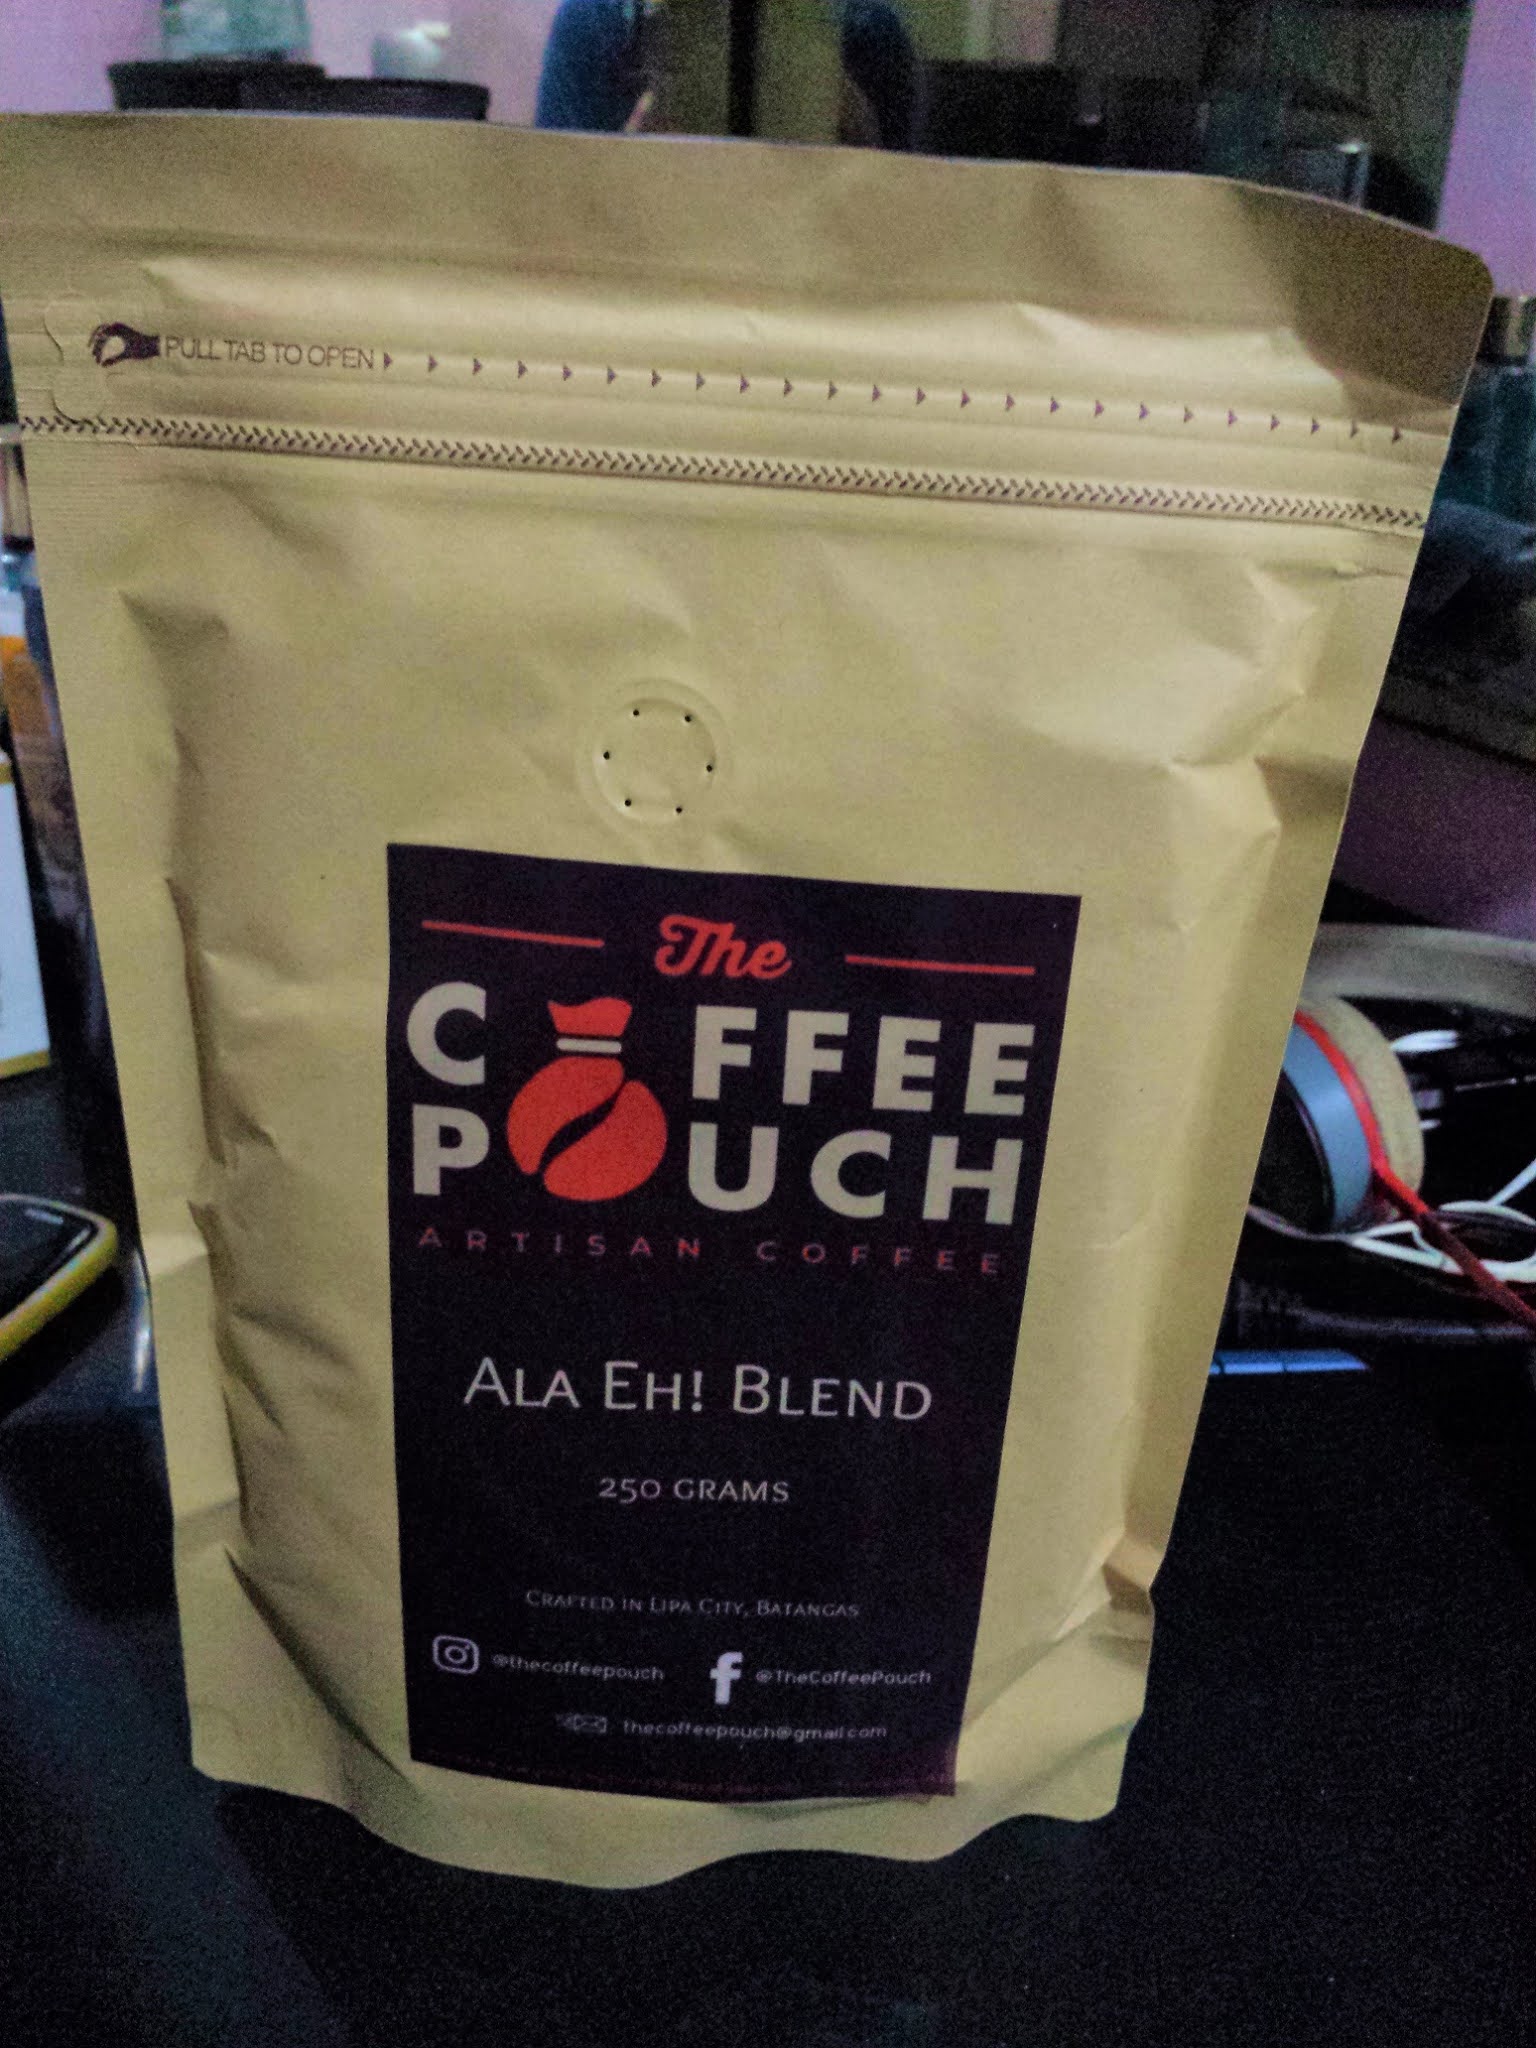 PULL TAB TO OPEN
The
COFFEE
POUCH
ARTISAN COFFEE
ALA EH! BLEND
250 GRAMS
CRAFTED IN LIPA CITY, BATANGAS
@thecoffeepouch @TheCoffeePouch
thecoffeepouch@gmail.com